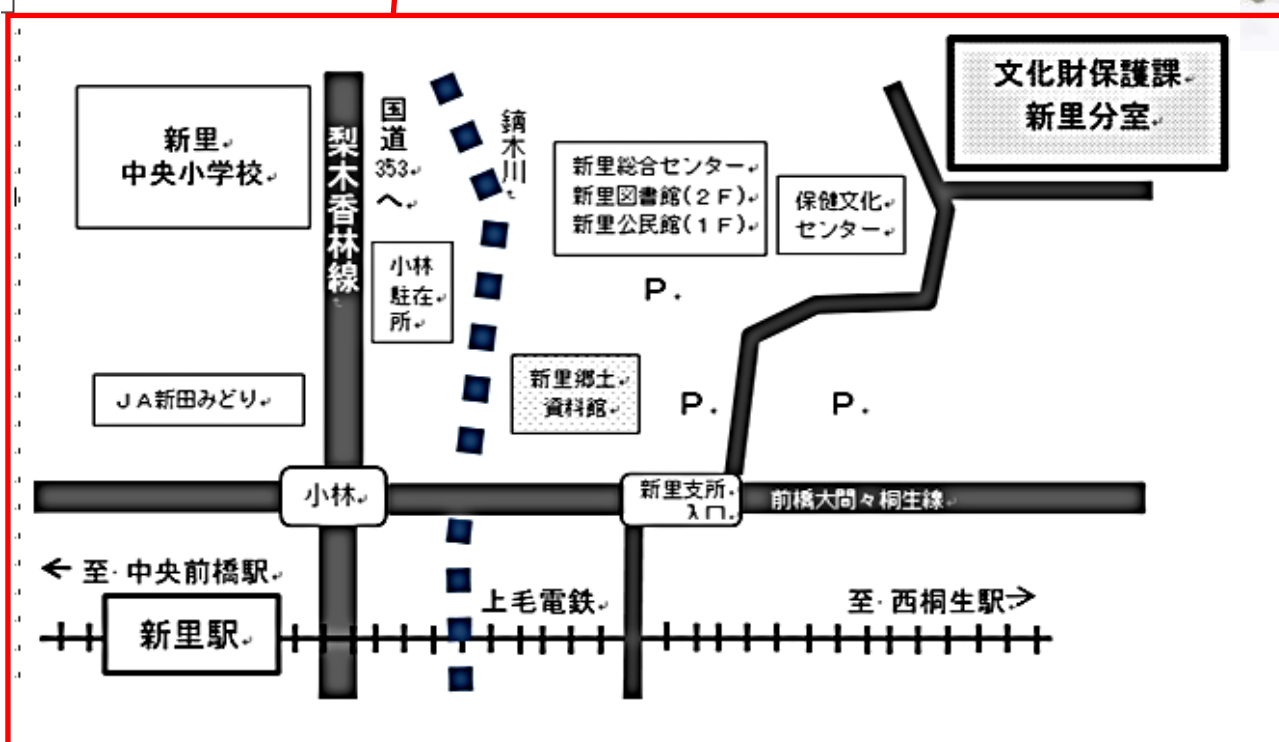 文化財保護課
新里分室
新里
中央小学校
梨木香林線
国道
353
へ
鏑木川
新里総合センター
新里図書館(2F)
新里公民館(1F)
保健文化
センター
小林
駐在
所
P.
新里郷土
資料館
P.
P.
JA新田みどり
小林
新里支所
入口
前橋大間々桐生線
← 至 中央前橋駅
新里駅
上毛電鉄
至 西桐生駅→